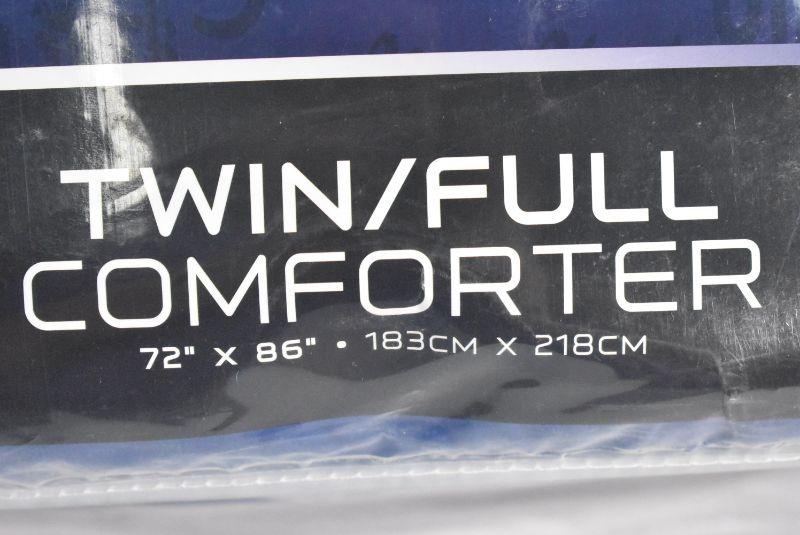 TWIN/FULL
COMFORTER
72" X 86" • 183CM X 218CM